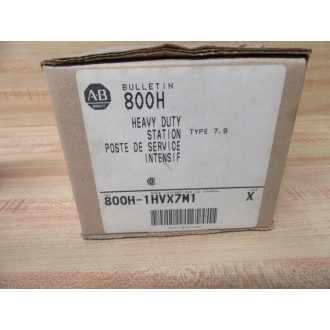 AB
BULLETIN
800H
HEAVY DUTY
STATION TYPE 7.9
POSTE DE SERVICE
INTENSIF
800H-1HVX7M1 X